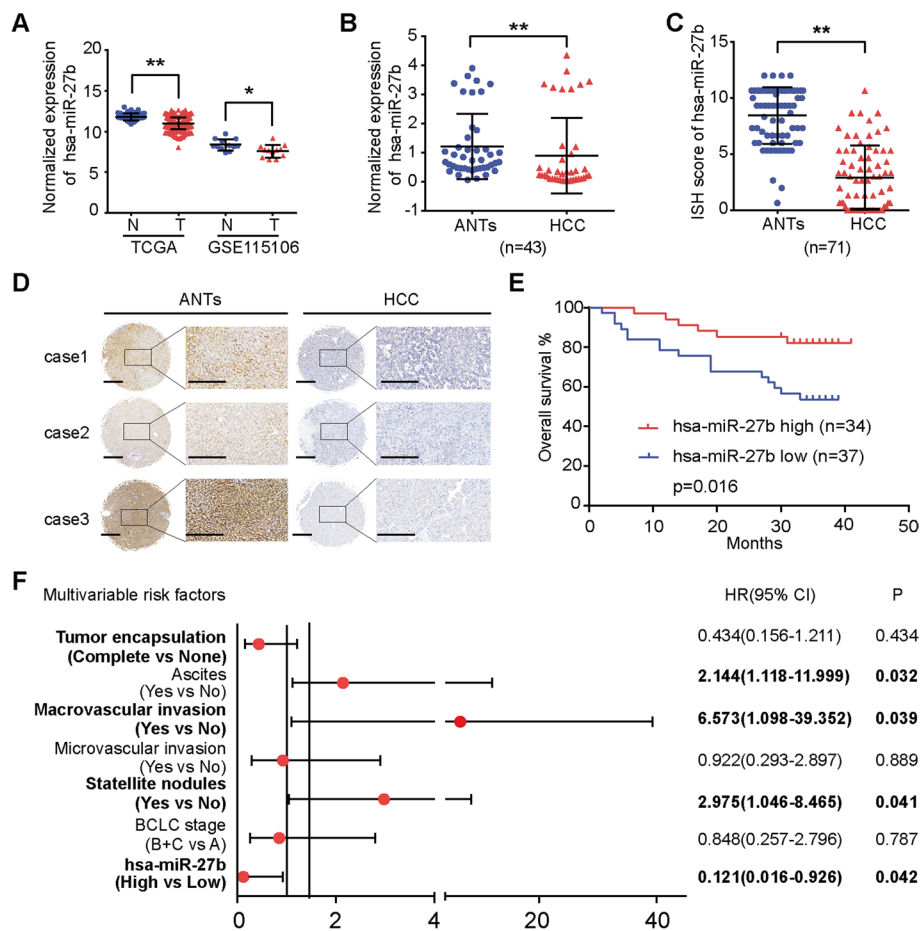 A
Normalized expression
of hsa-miR-27b
20
15
10
5
0
**
*
N T N T
TCGA GSE115106
B
Normalized expression
of hsa-miR-27b
5
4
3
2
1
0
-1
**
ANTs HCC
(n=43)
C
ISH score of hsa-miR-27b
15
10
5
0
**
ANTs HCC
(n=71)
D
ANTs HCC
case1
case2
case3
E
Overall survival %
100
80
60
40
20
0
hsa-miR-27b high (n=34)
hsa-miR-27b low (n=37)
p=0.016
0 10 20 30 40 50
Months
F
Multivariable risk factors HR(95% CI) P
Tumor encapsulation
(Complete vs None) 0.434(0.156-1.211) 0.434
Ascites
(Yes vs No) 2.144(1.118-11.999) 0.032
Macrovascular invasion
(Yes vs No) 6.573(1.098-39.352) 0.039
Microvascular invasion
(Yes vs No) 0.922(0.293-2.897) 0.889
Statellite nodules
(Yes vs No) 2.975(1.046-8.465) 0.041
BCLC stage
(B+C vs A) 0.848(0.257-2.796) 0.787
hsa-miR-27b
(High vs Low) 0.121(0.016-0.926) 0.042
0 2 4 20 40